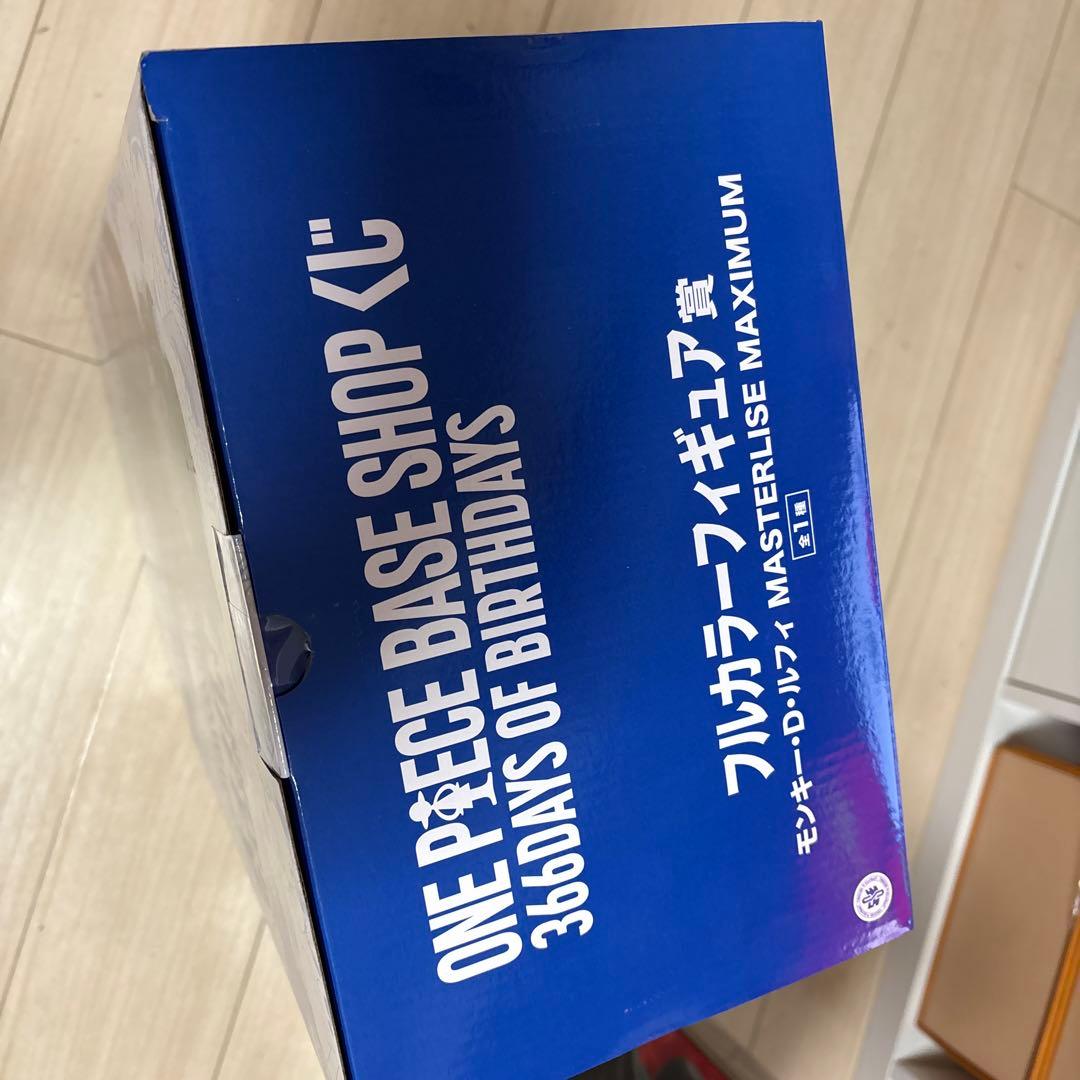 ONE PIECE BASE SHOP くじ
366DAYS OF BIRTHDAYS
フルカラーフィギュア賞
モンキー・D・ルフィ MASTERLISE MAXIMUM
全1種